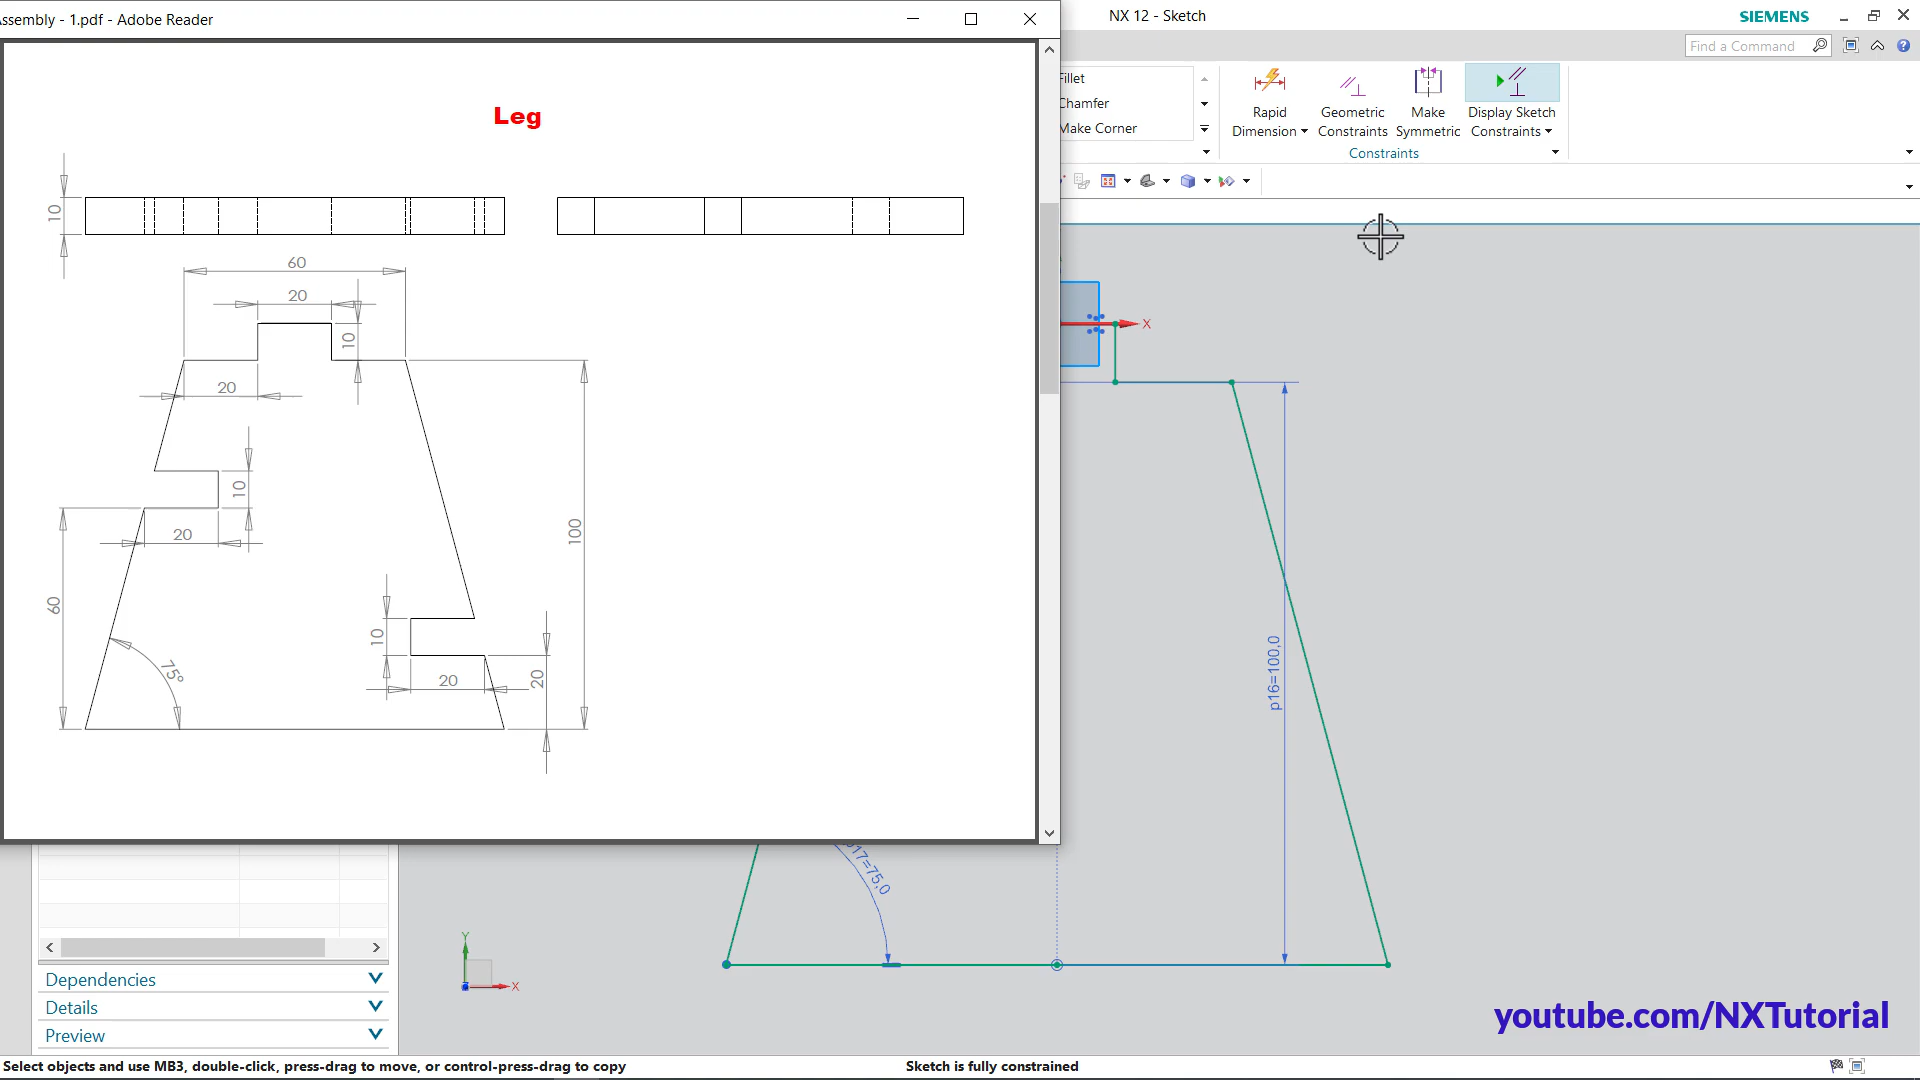 Assembly - 1.pdf - Adobe Reader
NX 12 - Sketch
SIEMENS
Find a Command
Fillet
Chamfer
Make Corner
Rapid
Dimension
Geometric
Constraints
Make
Symmetric
Display Sketch
Constraints
Constraints
Leg
10
60
20
10
20
10
20
60
75°
10
20
20
100
X
p16=100,0
p17=75,0
Y
X
Dependencies
Details
Preview
youtube.com/NXTutorial
Select objects and use MB3, double-click, press-drag to move, or control-press-drag to copy
Sketch is fully constrained